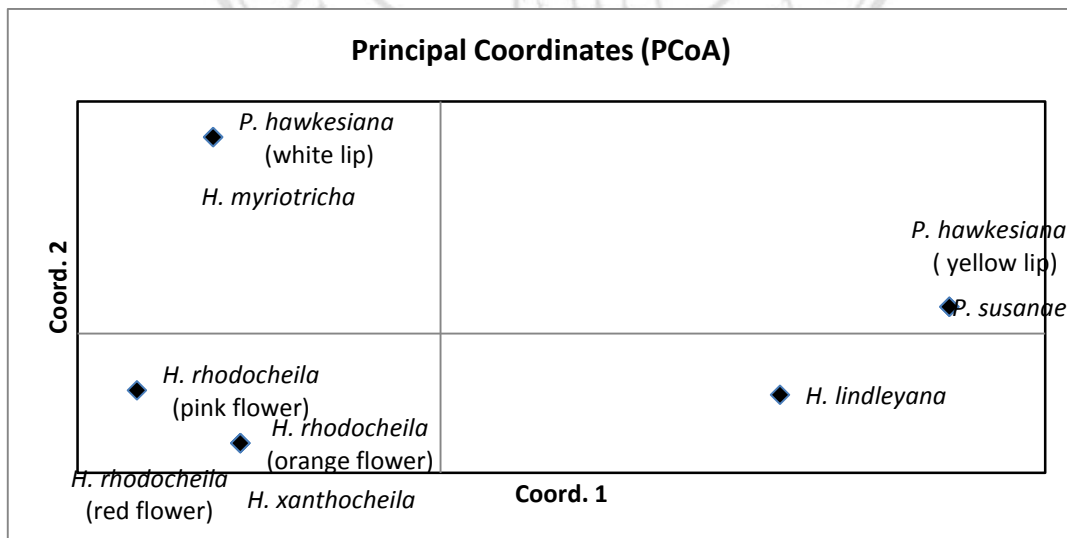 Principal Coordinates (PCoA)
P. hawkesiana
(white lip)
H. myriotricha
P. hawkesiana
( yellow lip)
P. susanae
Coord. 2
H. rhodocheila
(pink flower)
H. lindleyana
H. rhodocheila
(orange flower)
H. rhodocheila
(red flower)
H. xanthocheila
Coord. 1